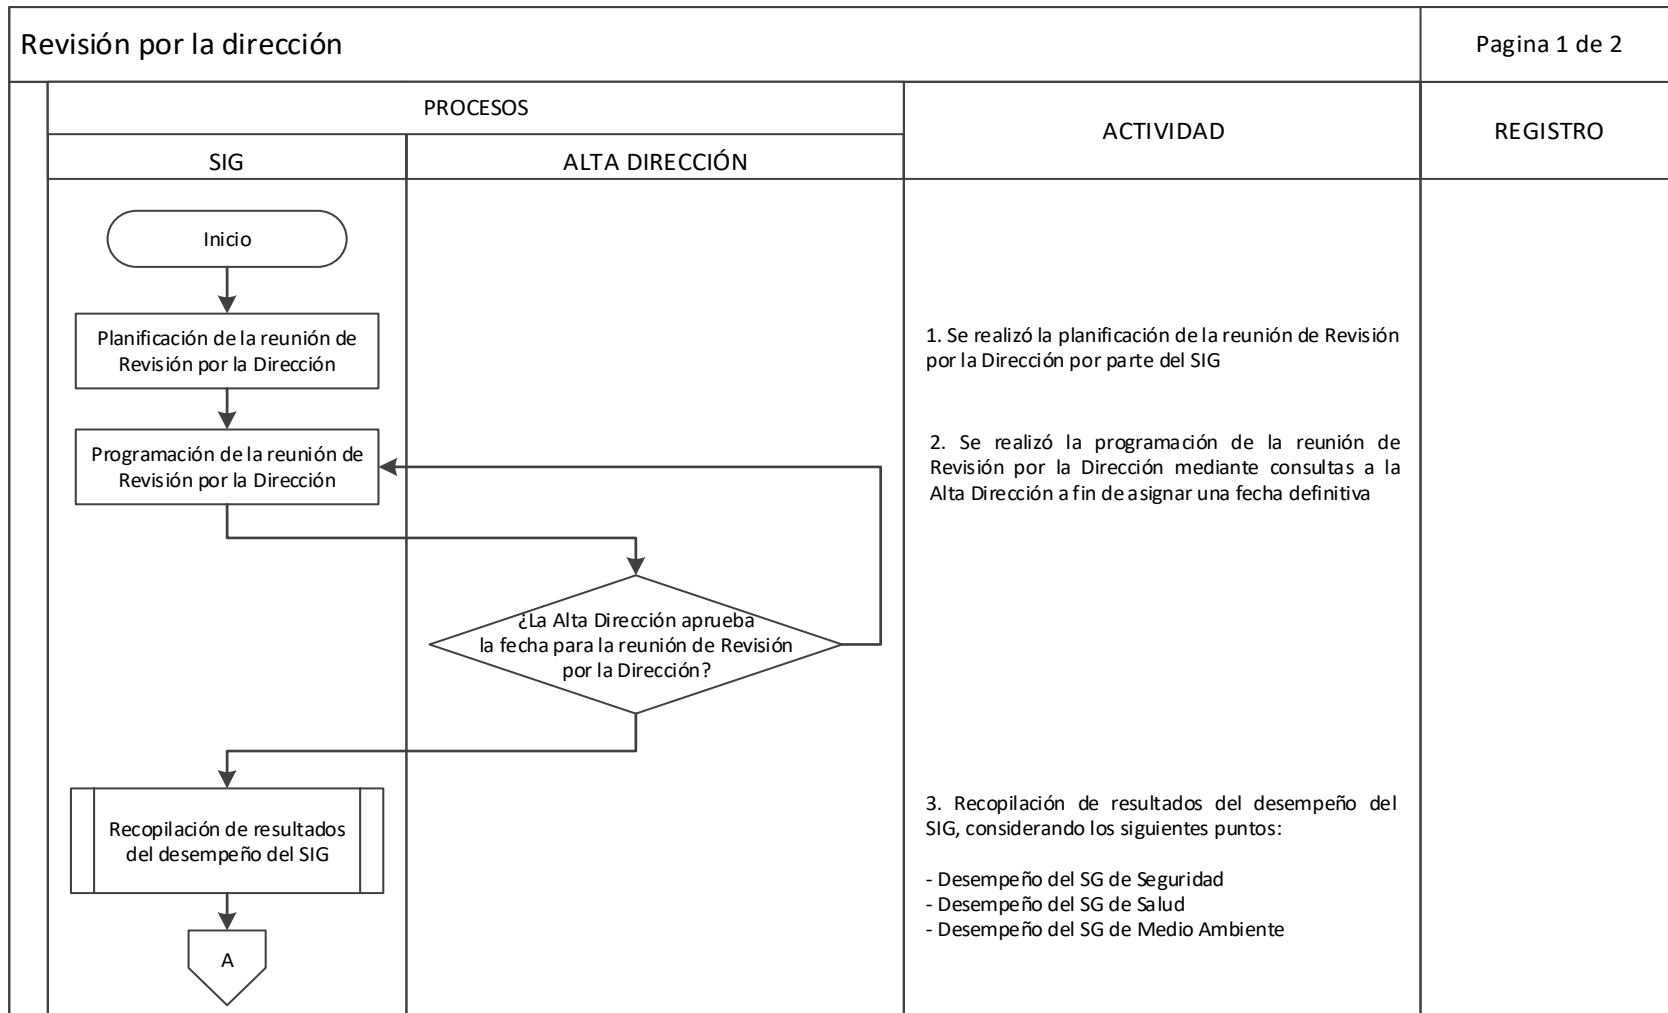 Revisión por la dirección
Pagina 1 de 2
PROCESOS
ACTIVIDAD
REGISTRO
SIG
ALTA DIRECCIÓN
Inicio
Planificación de la reunión de
Revisión por la Dirección
1. Se realizó la planificación de la reunión de Revisión
por la Dirección por parte del SIG
Programación de la reunión de
Revisión por la Dirección
2. Se realizó la programación de la reunión de
Revisión por la Dirección mediante consultas a la
Alta Dirección a fin de asignar una fecha definitiva
¿La Alta Dirección aprueba
la fecha para la reunión de Revisión
por la Dirección?
Recopilación de resultados
del desempeño del SIG
3. Recopilación de resultados del desempeño del
SIG, considerando los siguientes puntos:
- Desempeño del SG de Seguridad
- Desempeño del SG de Salud
- Desempeño del SG de Medio Ambiente
A